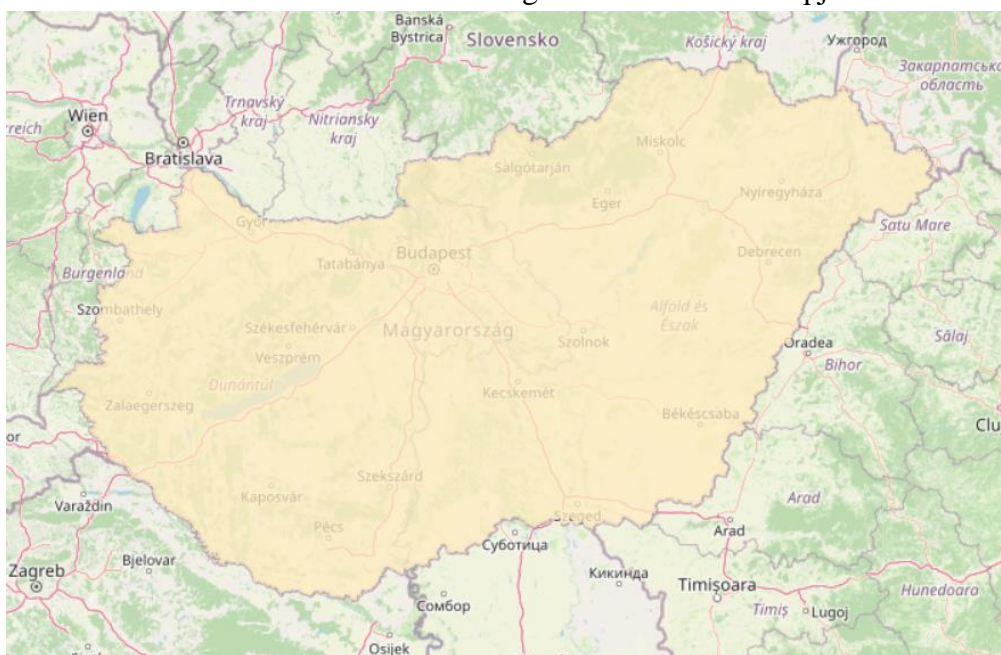 Banská
Bystrica
Slovensko
Košický kraj
Ужгород
Закарпатська
область
Wien
Trnavský
kraj
Nitriansky
kraj
Bratislava
Miskolc
Salgótarján
Nyíregyháza
Eger
Győr
Satu Mare
Budapest
Debrecen
Tatabánya
Burgenland
Szombathely
Alföld és
Észak
Székesfehérvár
Magyarország
Szolnok
Oradea
Sălaj
Veszprém
Bihor
Dunántúl
Kecskemét
Zalaegerszeg
Békéscsaba
Clu
Szekszárd
Kaposvár
Arad
Varaždin
Szeged
Pécs
Arad
Суботица
Bjelovar
Zagreb
Кикинда
Timișoara
Hunedoara
Сомбор
Timiș
Lugoj
Osijek